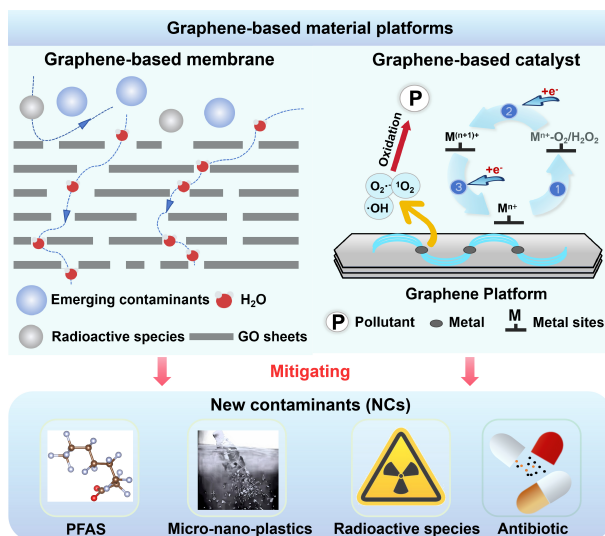 Graphene-based material platforms
Graphene-based membrane
Graphene-based catalyst
P
Oxidation
O₂·⁻
¹O₂
·OH
+e⁻
2
M⁽ⁿ⁺¹⁾⁺
Mⁿ⁺-O₂/H₂O₂
+e⁻
3
1
Mⁿ⁺
Graphene Platform
Emerging contaminants
H₂O
Radioactive species
GO sheets
P
Pollutant
Metal
M
Metal sites
Mitigating
New contaminants (NCs)
PFAS
Micro-nano-plastics
Radioactive species
Antibiotic